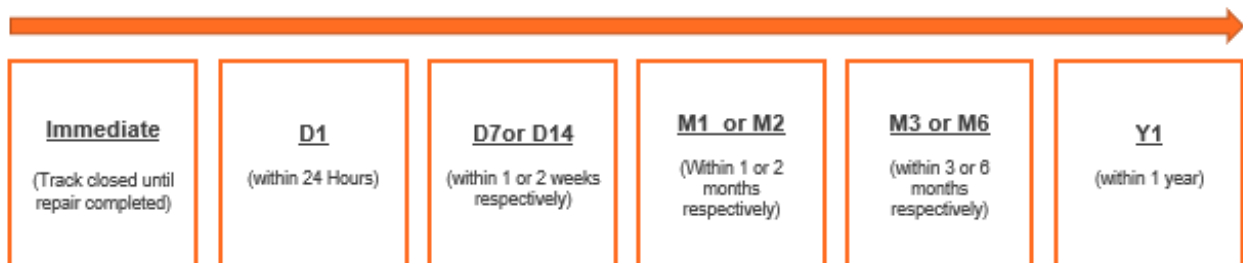 Immediate
(Track closed until
repair completed)
D1
(within 24 Hours)
D7or D14
(within 1 or 2 weeks
respectively)
M1 or M2
(Within 1 or 2
months
respectively)
M3 or M6
(within 3 or 6
months
respectively)
Y1
(within 1 year)